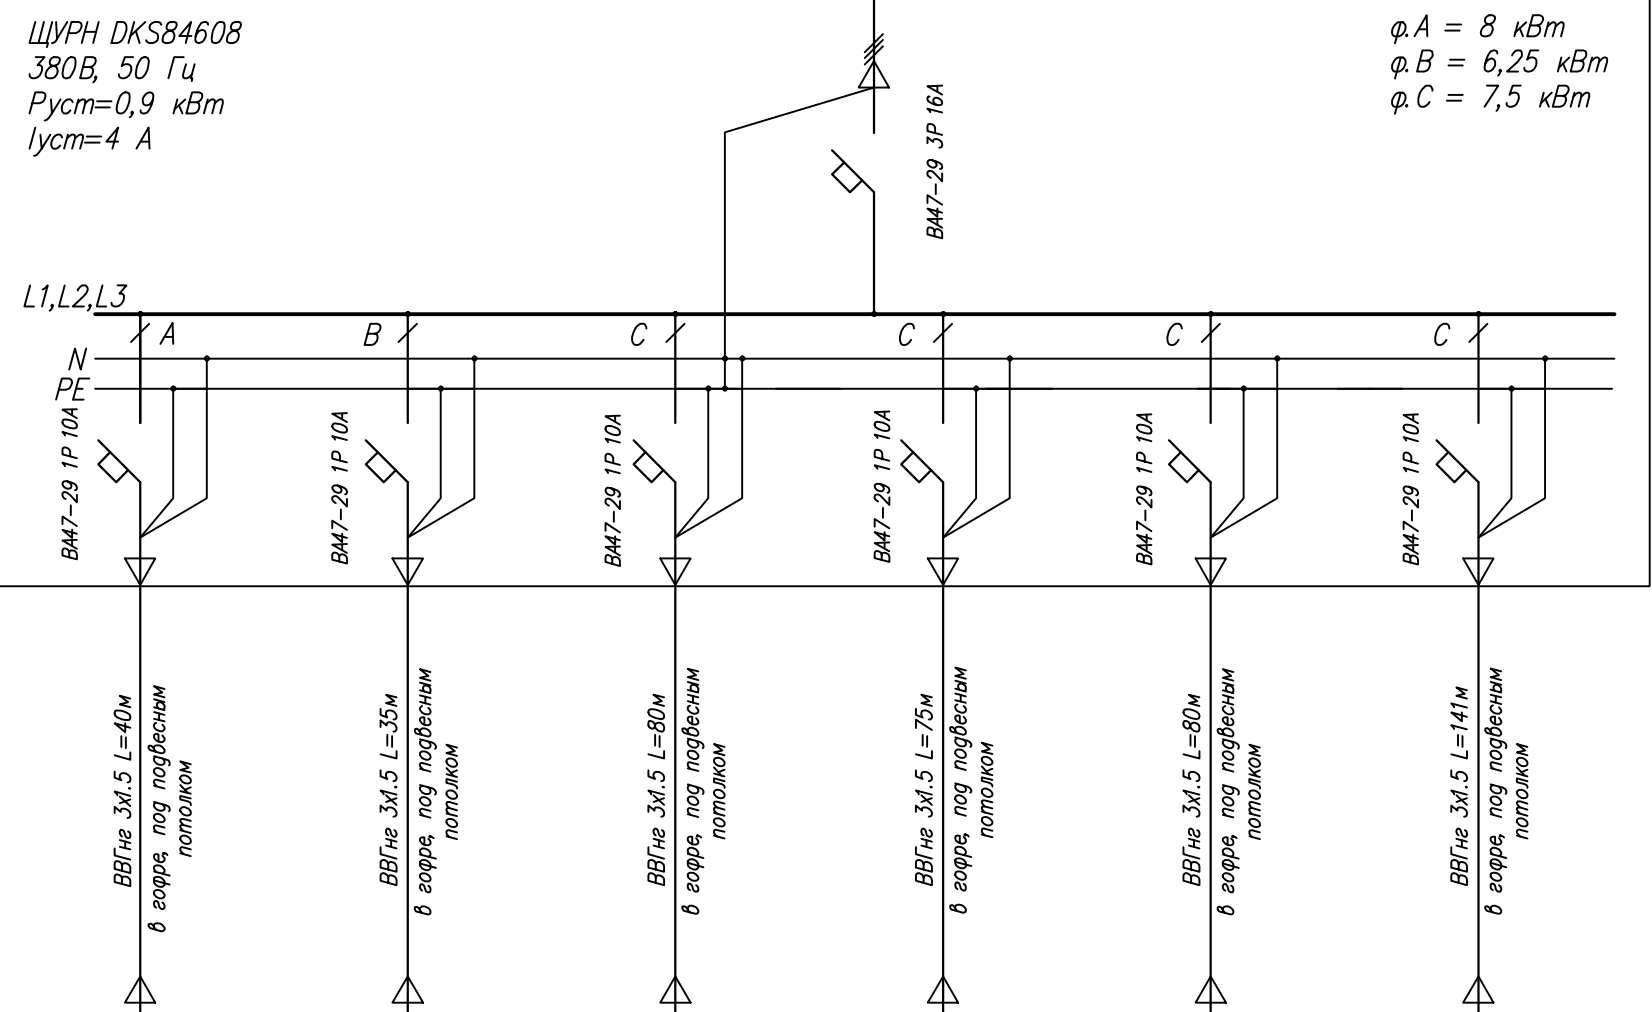 ЩУРН DKS84608
380В, 50 Гц
Руст=0,9 кВт
Iуст=4 А
ф.А = 8 кВт
ф.В = 6,25 кВт
ф.С = 7,5 кВт
ВА47-29 3Р 16А
L1,L2,L3
А
В
С
С
С
С
N
PE
ВА47-29 1Р 10А
ВА47-29 1Р 10А
ВА47-29 1Р 10А
ВА47-29 1Р 10А
ВА47-29 1Р 10А
ВА47-29 1Р 10А
ВВГнг 3х1.5 L=40м
в гофре, под подвесным
потолком
ВВГнг 3х1.5 L=35м
в гофре, под подвесным
потолком
ВВГнг 3х1.5 L=80м
в гофре, под подвесным
потолком
ВВГнг 3х1.5 L=75м
в гофре, под подвесным
потолком
ВВГнг 3х1.5 L=80м
в гофре, под подвесным
потолком
ВВГнг 3х1.5 L=141м
в гофре, под подвесным
потолком